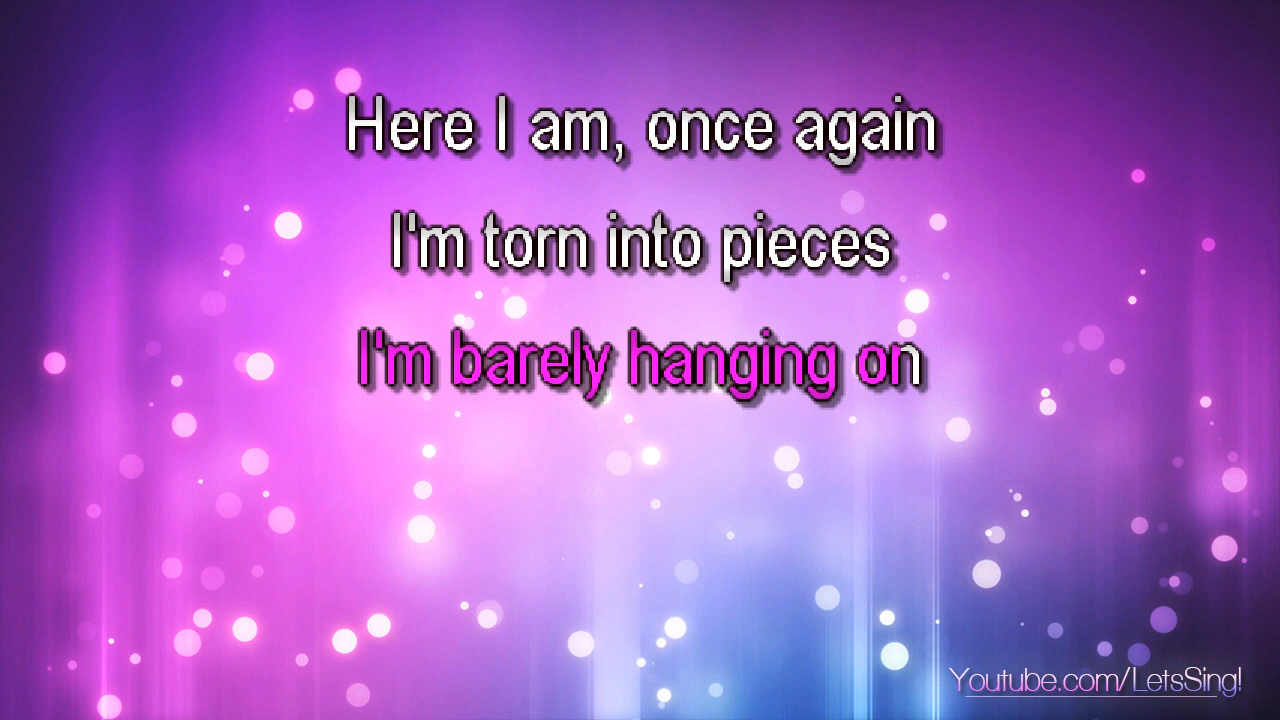 Here I am, once again
I'm torn into pieces
I'm barely hanging on
Youtube.com/LetsSing!